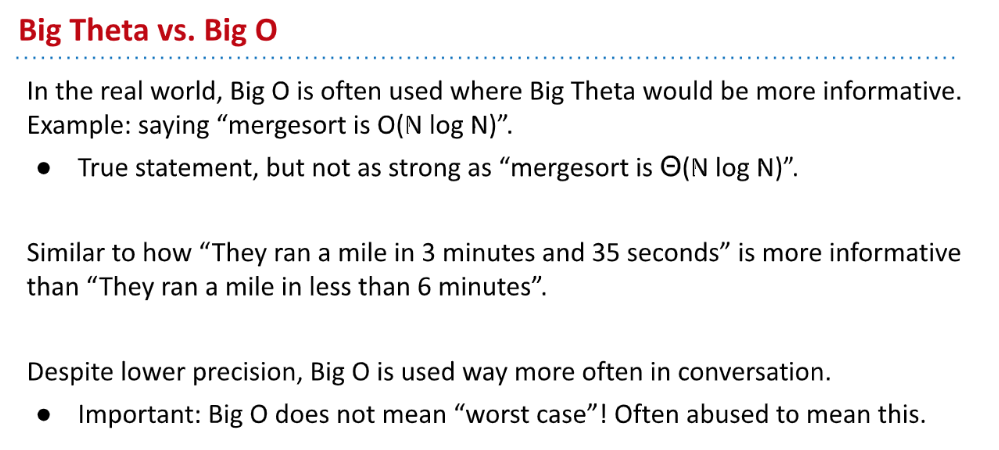 Big Theta vs. Big O
In the real world, Big O is often used where Big Theta would be more informative.
Example: saying “mergesort is O(N log N)”.
● True statement, but not as strong as “mergesort is Θ(N log N)”.
Similar to how “They ran a mile in 3 minutes and 35 seconds” is more informative
than “They ran a mile in less than 6 minutes”.
Despite lower precision, Big O is used way more often in conversation.
● Important: Big O does not mean “worst case”! Often abused to mean this.